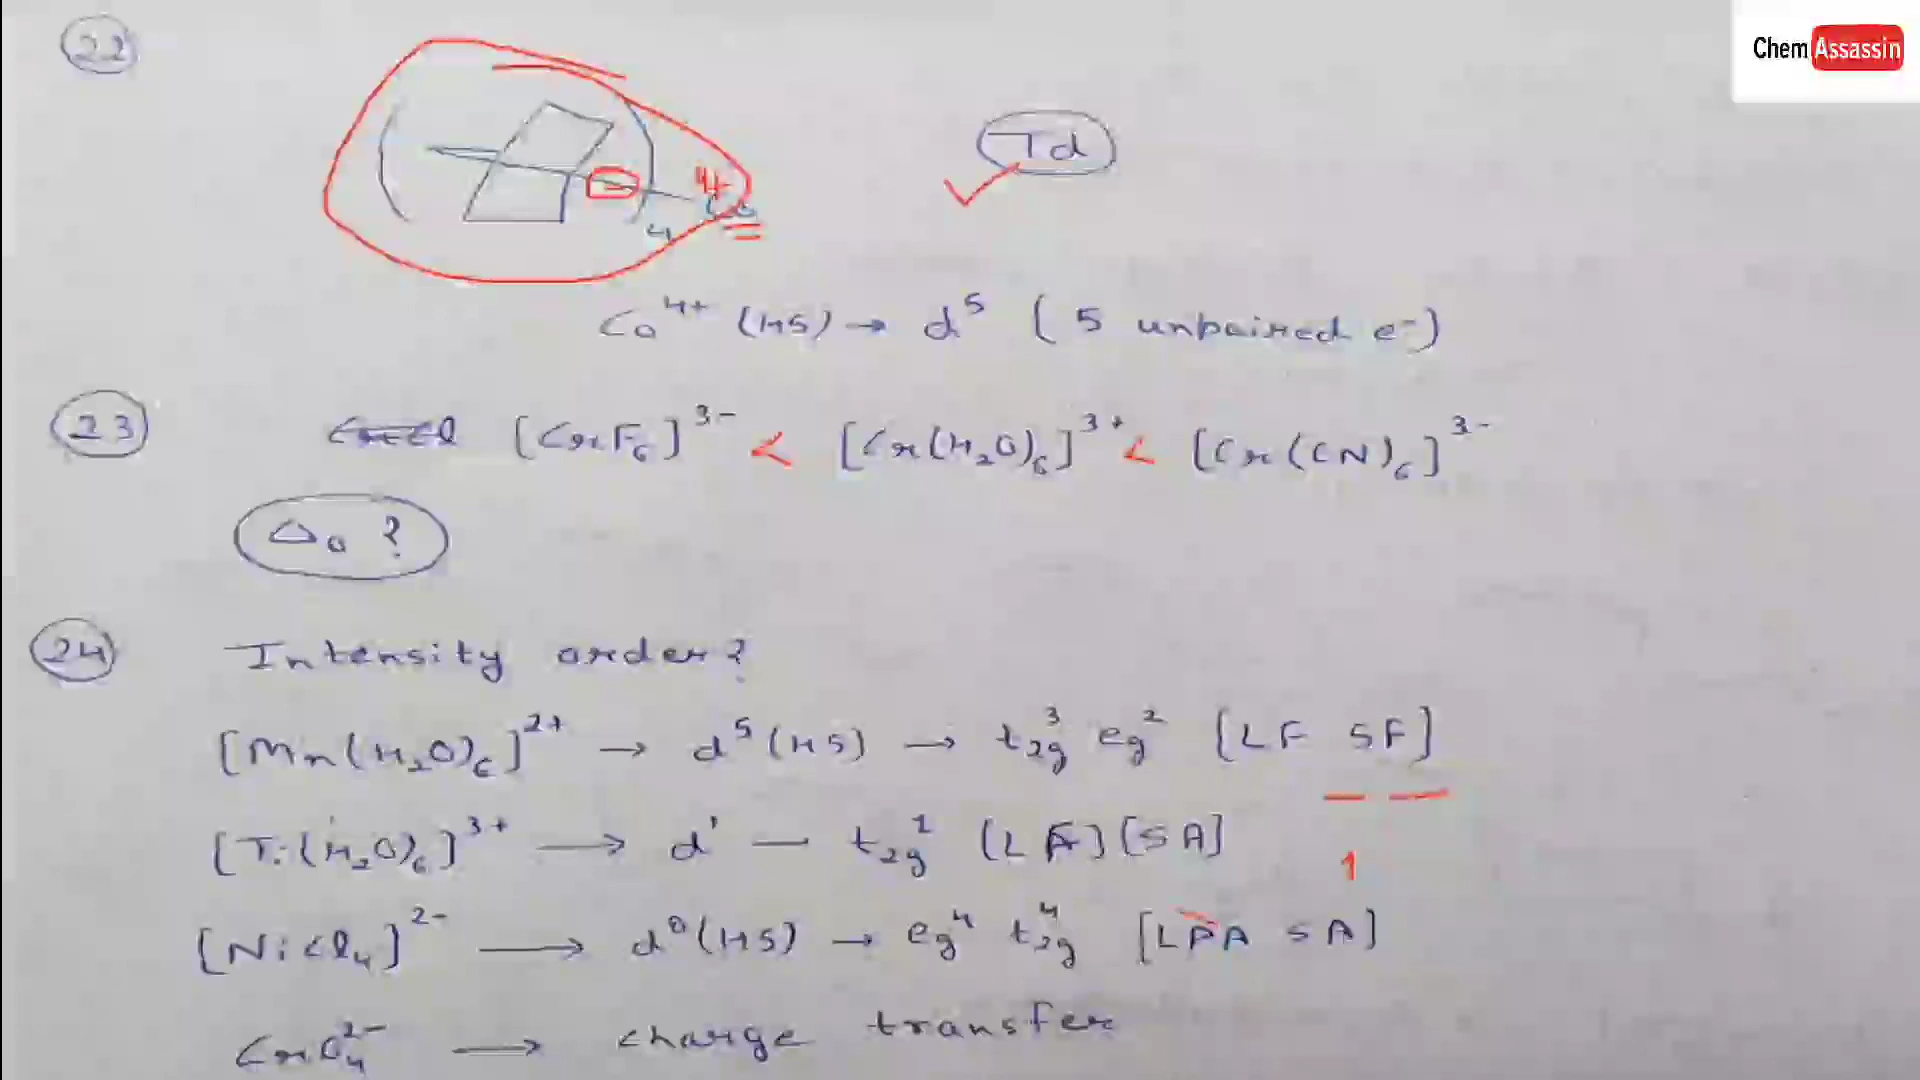 Chem Assassin
22
Td
4+
Co
4
Co⁴⁺ (HS) → d⁵ ( 5 unpaired e⁻)
23 [CrF₆]³⁻ < [Cr(H₂O)₆]³⁺ < [Cr(CN)₆]³⁻
Δ₀ ?
24 Intensity order?
[Mn(H₂O)₆]²⁺ → d⁵(HS) → t₂g³ eg² [LF SF]
[Ti(H₂O)₆]³⁺ → d¹ — t₂g¹ (LA)[SA]
1
[NiCl₄]²⁻ → d⁸(HS) → eg⁴ t₂g⁴ [LPA SA]
CrO₄²⁻ → charge transfer